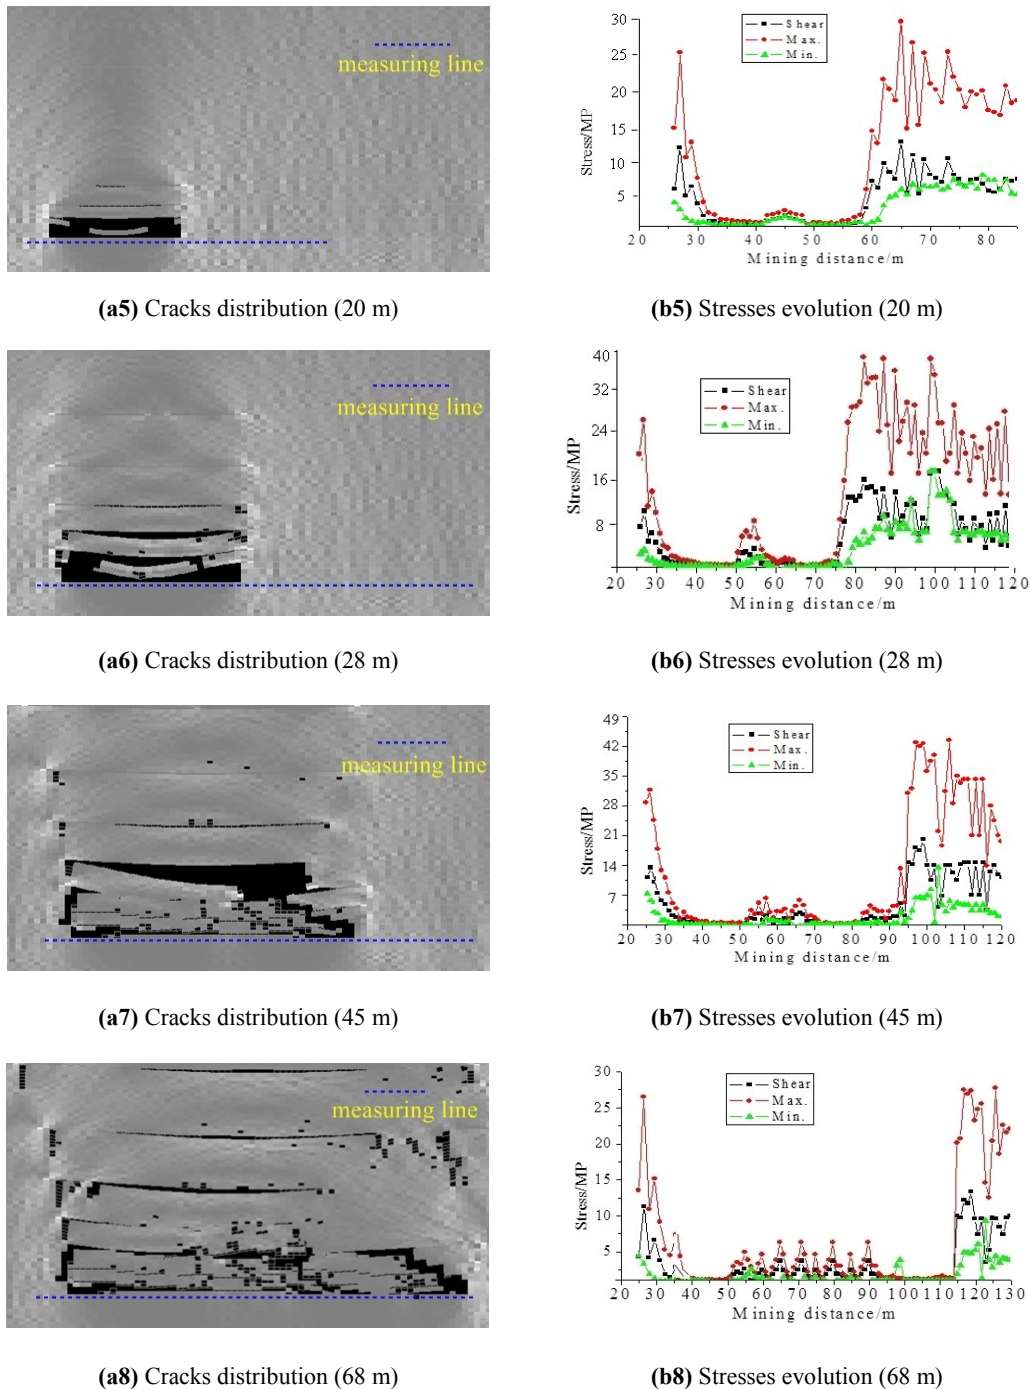 measuring line
30
25
20
15
10
5
Stress/MP
Shear
Max.
Min.
20 30 40 50 60 70 80
Mining distance/m
(a5) Cracks distribution (20 m)
(b5) Stresses evolution (20 m)
measuring line
40
32
24
16
8
Stress/MP
Shear
Max.
Min.
20 30 40 50 60 70 80 90 100 110 120
Mining distance/m
(a6) Cracks distribution (28 m)
(b6) Stresses evolution (28 m)
measuring line
49
42
35
28
21
14
7
Stress/MP
Shear
Max.
Min.
20 30 40 50 60 70 80 90 100 110 120
Mining distance/m
(a7) Cracks distribution (45 m)
(b7) Stresses evolution (45 m)
measuring line
30
25
20
15
10
5
Stress/MP
Shear
Max.
Min.
20 30 40 50 60 70 80 90 100 110 120 130
Mining distance/m
(a8) Cracks distribution (68 m)
(b8) Stresses evolution (68 m)